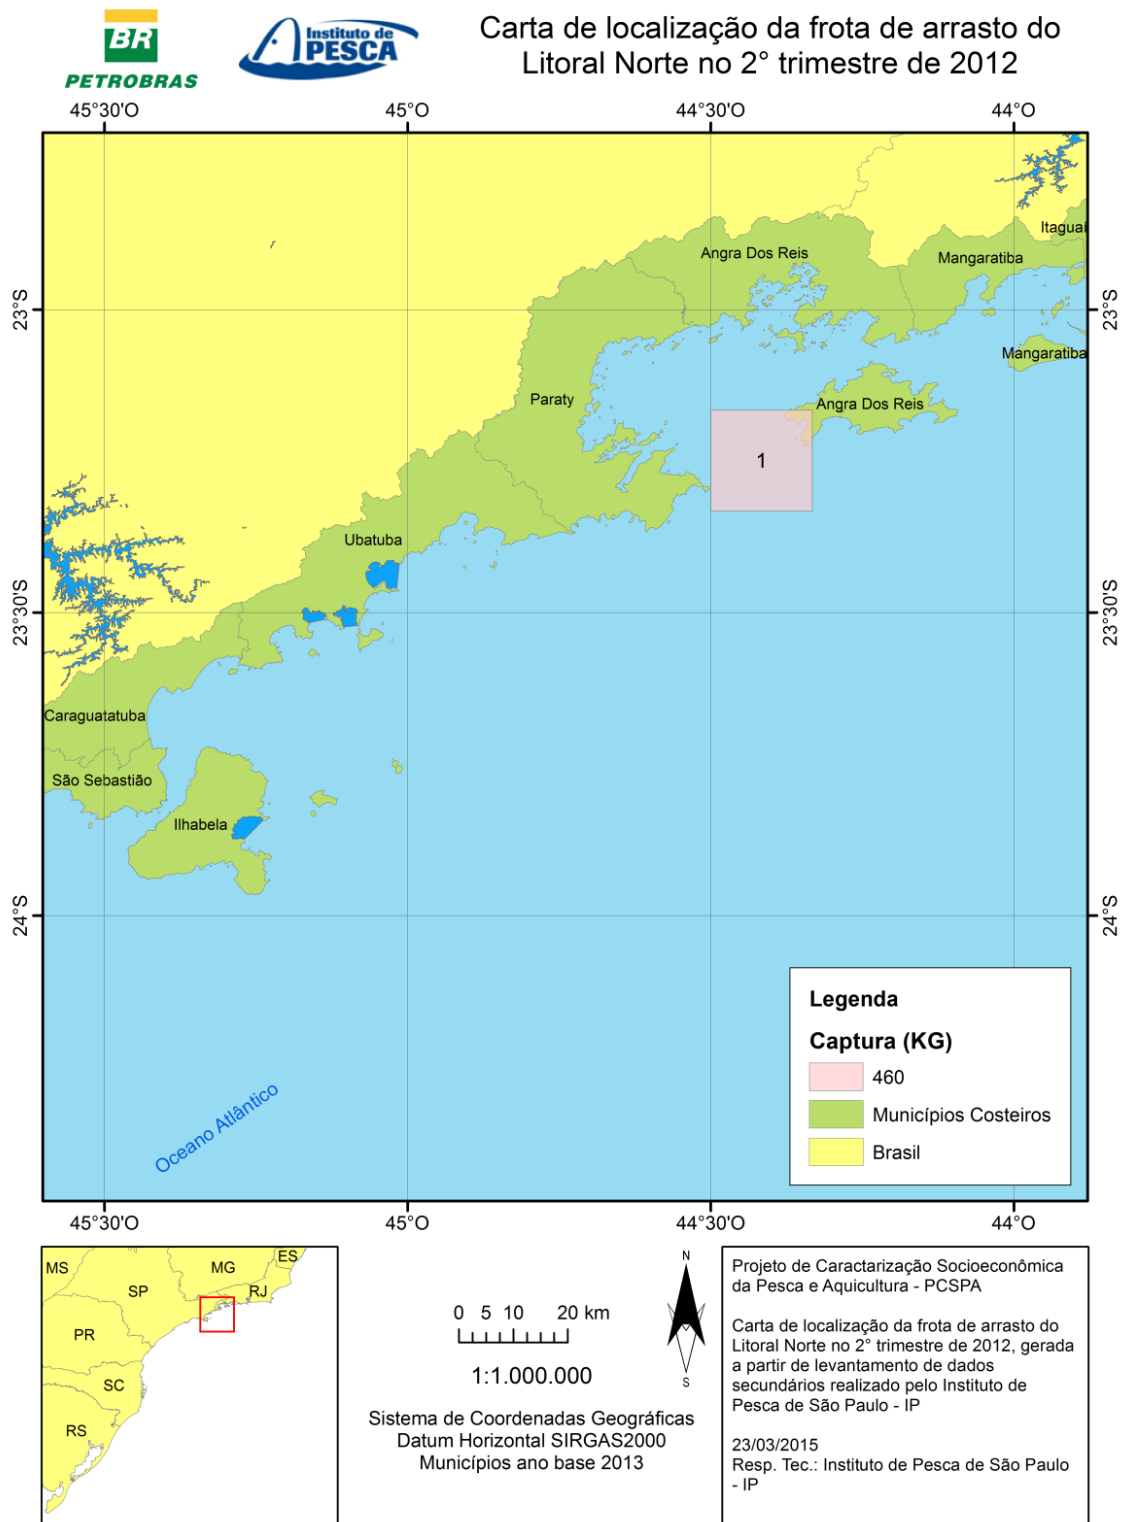 BR
PETROBRAS
Instituto de
PESCA
Carta de localização da frota de arrasto do
Litoral Norte no 2° trimestre de 2012
45°30'O 45°O 44°30'O 44°O
23°S
23°30'S
24°S
23°S
23°30'S
24°S
Itaguaí
Angra Dos Reis
Mangaratiba
Mangaratiba
Paraty
Angra Dos Reis
1
Ubatuba
Caraguatatuba
São Sebastião
Ilhabela
Oceano Atlântico
Legenda
Captura (KG)
460
Municípios Costeiros
Brasil
45°30'O 45°O 44°30'O 44°O
MS
MG
ES
SP
RJ
PR
SC
RS
0 5 10 20 km
1:1.000.000
N
S
Sistema de Coordenadas Geográficas
Datum Horizontal SIRGAS2000
Municípios ano base 2013
Projeto de Caractarização Socioeconômica
da Pesca e Aquicultura - PCSPA
Carta de localização da frota de arrasto do
Litoral Norte no 2° trimestre de 2012, gerada
a partir de levantamento de dados
secundários realizado pelo Instituto de
Pesca de São Paulo - IP
23/03/2015
Resp. Tec.: Instituto de Pesca de São Paulo
- IP